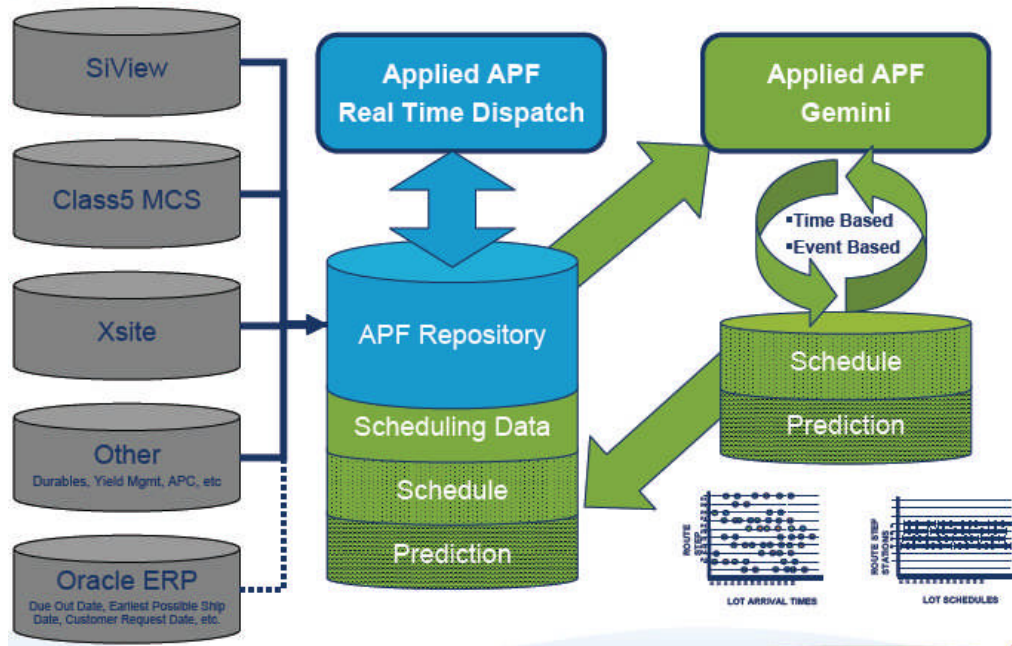 SiView
Class5 MCS
Xsite
Other
Durables, Yield Mgmt, APC, etc
Oracle ERP
Due Out Date, Earliest Possible Ship
Date, Customer Request Date, etc.
Applied APF
Real Time Dispatch
APF Repository
Scheduling Data
Schedule
Prediction
Applied APF
Gemini
▪Time Based
▪Event Based
Schedule
Prediction
ROUTE
STEP
LOT ARRIVAL TIMES
ROUTE STEP
STATIONS
LOT SCHEDULES